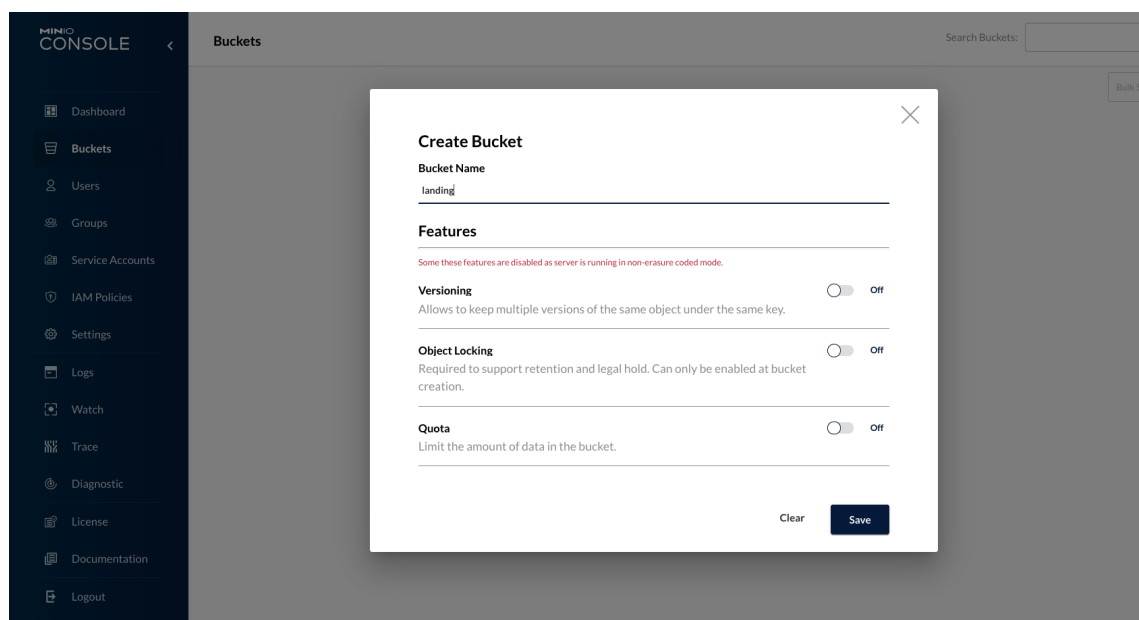 MINIO
CONSOLE
Buckets
Search Buckets:
Dashboard
Buckets
Users
Groups
Service Accounts
IAM Policies
Settings
Logs
Watch
Trace
Diagnostic
License
Documentation
Logout
Bulk S
Create Bucket
Bucket Name
landing
Features
Some these features are disabled as server is running in non-erasure coded mode.
Versioning
Off
Allows to keep multiple versions of the same object under the same key.
Object Locking
Off
Required to support retention and legal hold. Can only be enabled at bucket
creation.
Quota
Off
Limit the amount of data in the bucket.
Clear
Save